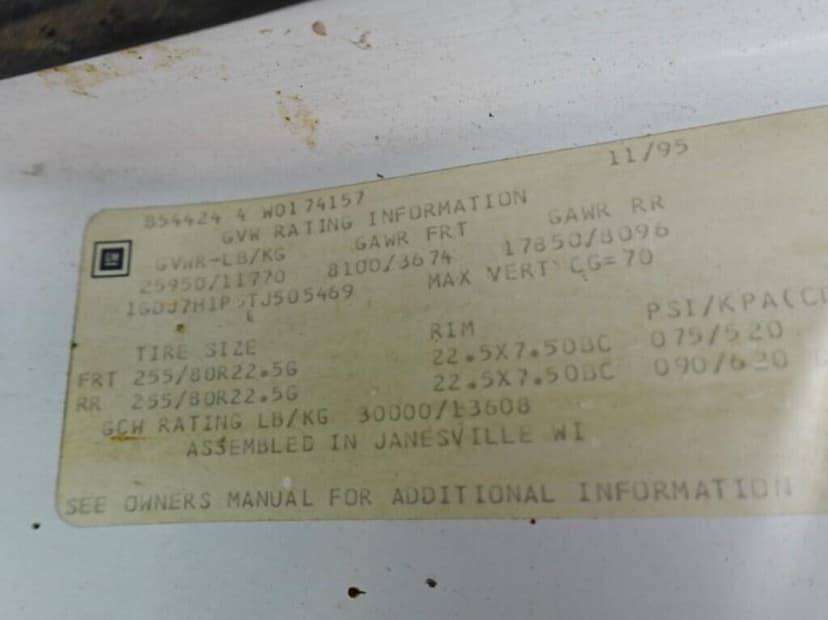 11/95
854424 4 W0174157
GVW RATING INFORMATION
GVWR-LB/KG GAWR FRT GAWR RR
25950/11770 8100/3674 17850/8096
MAX VERT CG=70
TIRE SIZE RIM PSI/KPA(C
FRT 255/80R22.5G 22.5X7.50DC 075/520
RR 255/80R22.5G 22.5X7.50DC 090/620
GCW RATING LB/KG 30000/13608
ASSEMBLED IN JANESVILLE WI
SEE OWNERS MANUAL FOR ADDITIONAL INFORMATION
GM